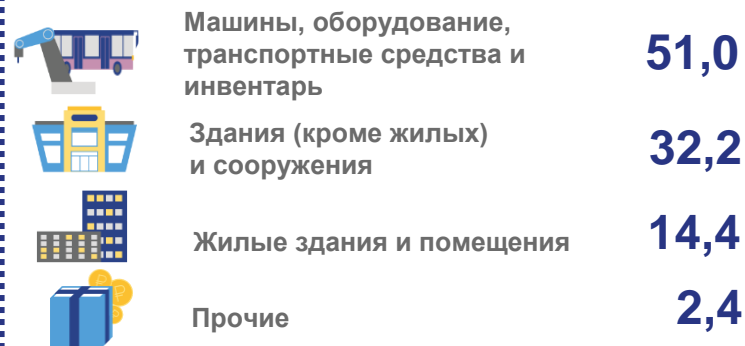 Машины, оборудование,
транспортные средства и
инвентарь
51,0
Здания (кроме жилых)
и сооружения
32,2
Жилые здания и помещения
14,4
Прочие
2,4